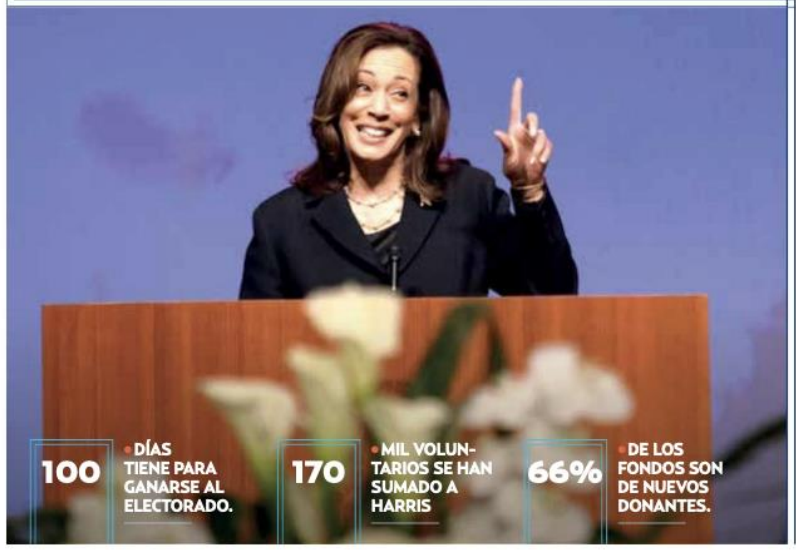 100
• DÍAS
TIENE PARA
GANARSE AL
ELECTORADO.
170
• MIL VOLUN-
TARIOS SE HAN
SUMADO A
HARRIS
66%
• DE LOS
FONDOS SON
DE NUEVOS
DONANTES.